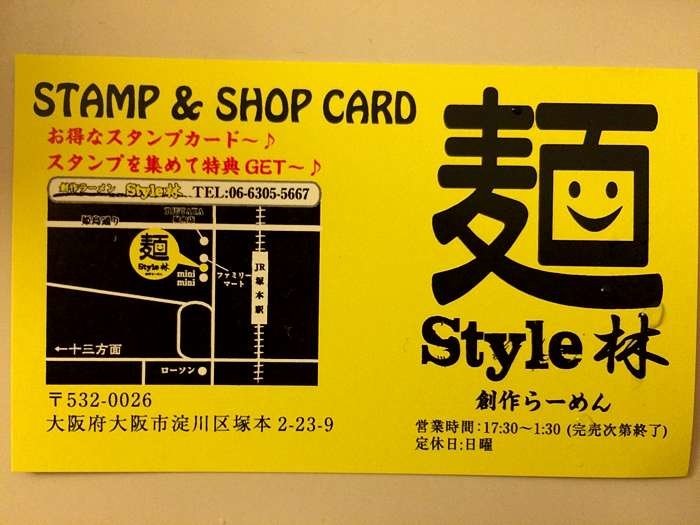 STAMP & SHOP CARD
お得なスタンプカード～♪
スタンプを集めて特典GET～♪
創作ラーメン Style林 TEL:06-6305-5667
姫島通り
TSUTAYA
麺
Style林
mini
mini
ファミリー
マート
JR塚本駅
←十三方面
ローソン
〒532-0026
大阪府大阪市淀川区塚本2-23-9
麺
Style 林
創作らーめん
営業時間:17:30～1:30 (完売次第終了)
定休日:日曜